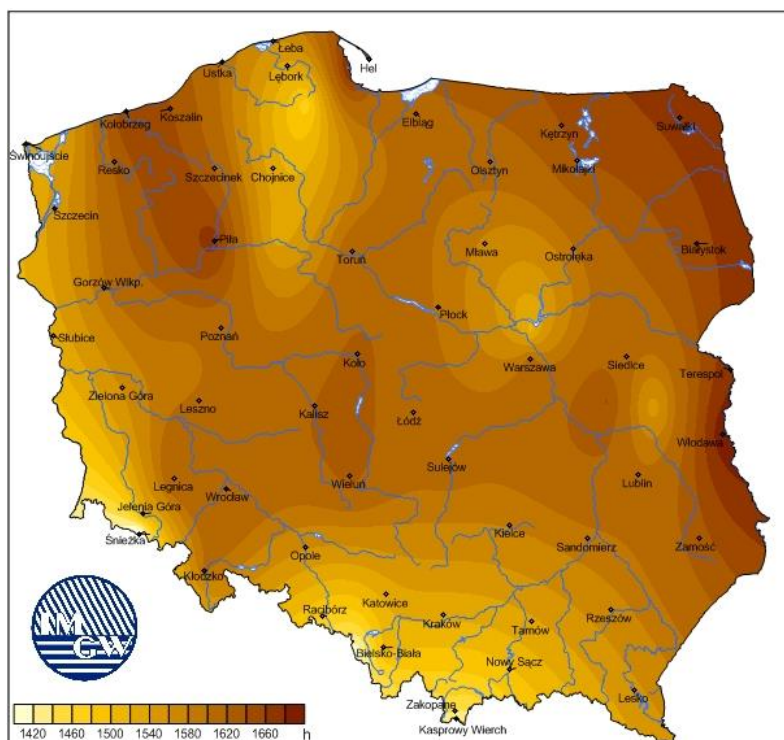 Łeba
Hel
Ustka
Lębork
Koszalin
Kołobrzeg
Elbląg
Kętrzyn
Suwałki
Świnoujście
Resko
Szczecinek
Chojnice
Olsztyn
Mikołajki
Szczecin
Piła
Toruń
Mława
Ostrołęka
Białystok
Gorzów Wlkp.
Płock
Słubice
Poznań
Koło
Warszawa
Siedlce
Terespol
Zielona Góra
Leszno
Kalisz
Łódź
Włodawa
Legnica
Wrocław
Wieluń
Sulejów
Lublin
Jelenia Góra
Śnieżka
Opole
Kielce
Sandomierz
Zamość
Kłodzko
Racibórz
Katowice
Kraków
Tarnów
Rzeszów
Bielsko-Biała
Nowy Sącz
Lesko
Zakopane
Kasprowy Wierch
IM
GW
1420 1460 1500 1540 1580 1620 1660 h